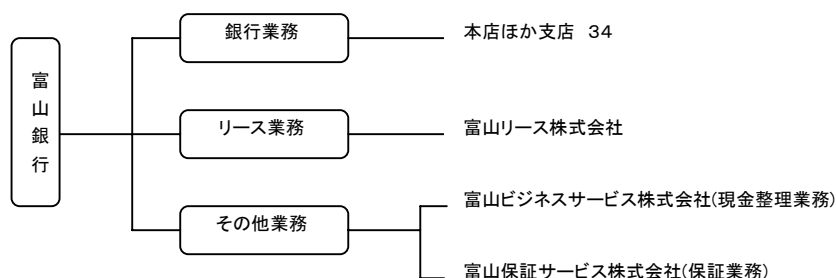 富山銀行
銀行業務
本店ほか支店 34
リース業務
富山リース株式会社
その他業務
富山ビジネスサービス株式会社(現金整理業務)
富山保証サービス株式会社(保証業務)